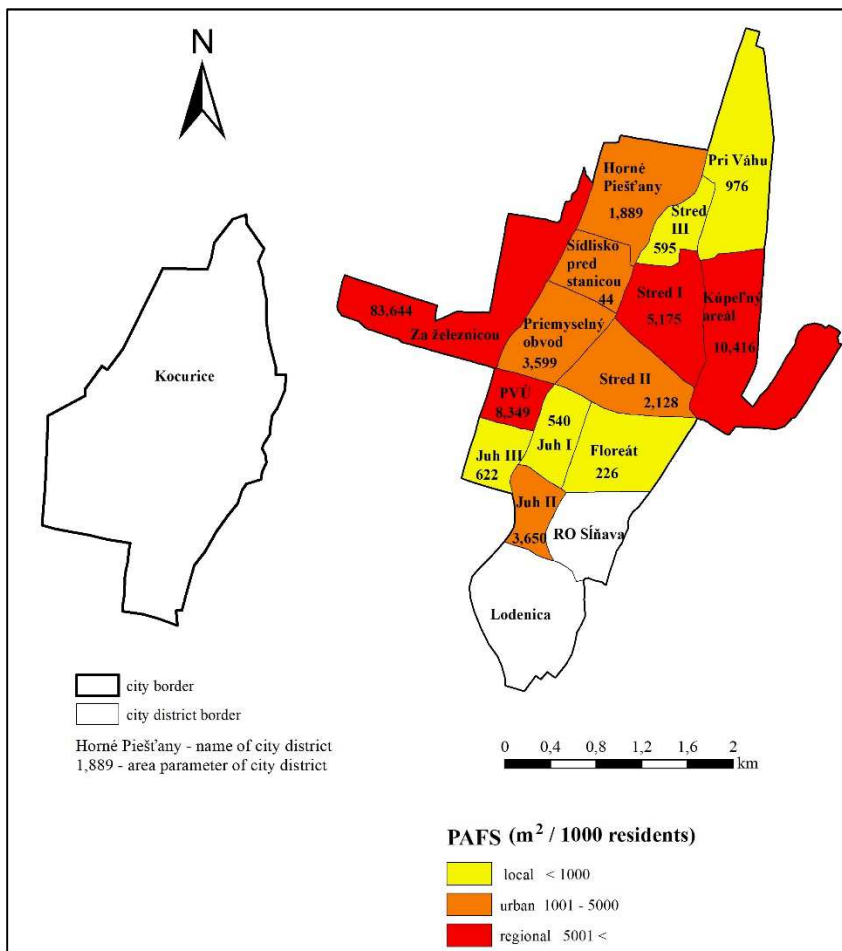 N
Pri Váhu
976
Horné
Piešťany
1,889
Stred
III
595
Sídlisko
pred
stanicou
44
Stred I
5,175
Kúpeľný
areál
10,416
83,644
Za železnicou
Priemyselný
obvod
3,599
Kocurice
Stred II
2,128
PVÚ
8,349
540
Juh I
Juh III
622
Floreát
226
Juh II
3,650
RO Sĺňava
Lodenica
city border
city district border
Horné Piešťany - name of city district
1,889 - area parameter of city district
0 0,4 0,8 1,2 1,6 2
km
PAFS (m² / 1000 residents)
local < 1000
urban 1001 - 5000
regional 5001 <